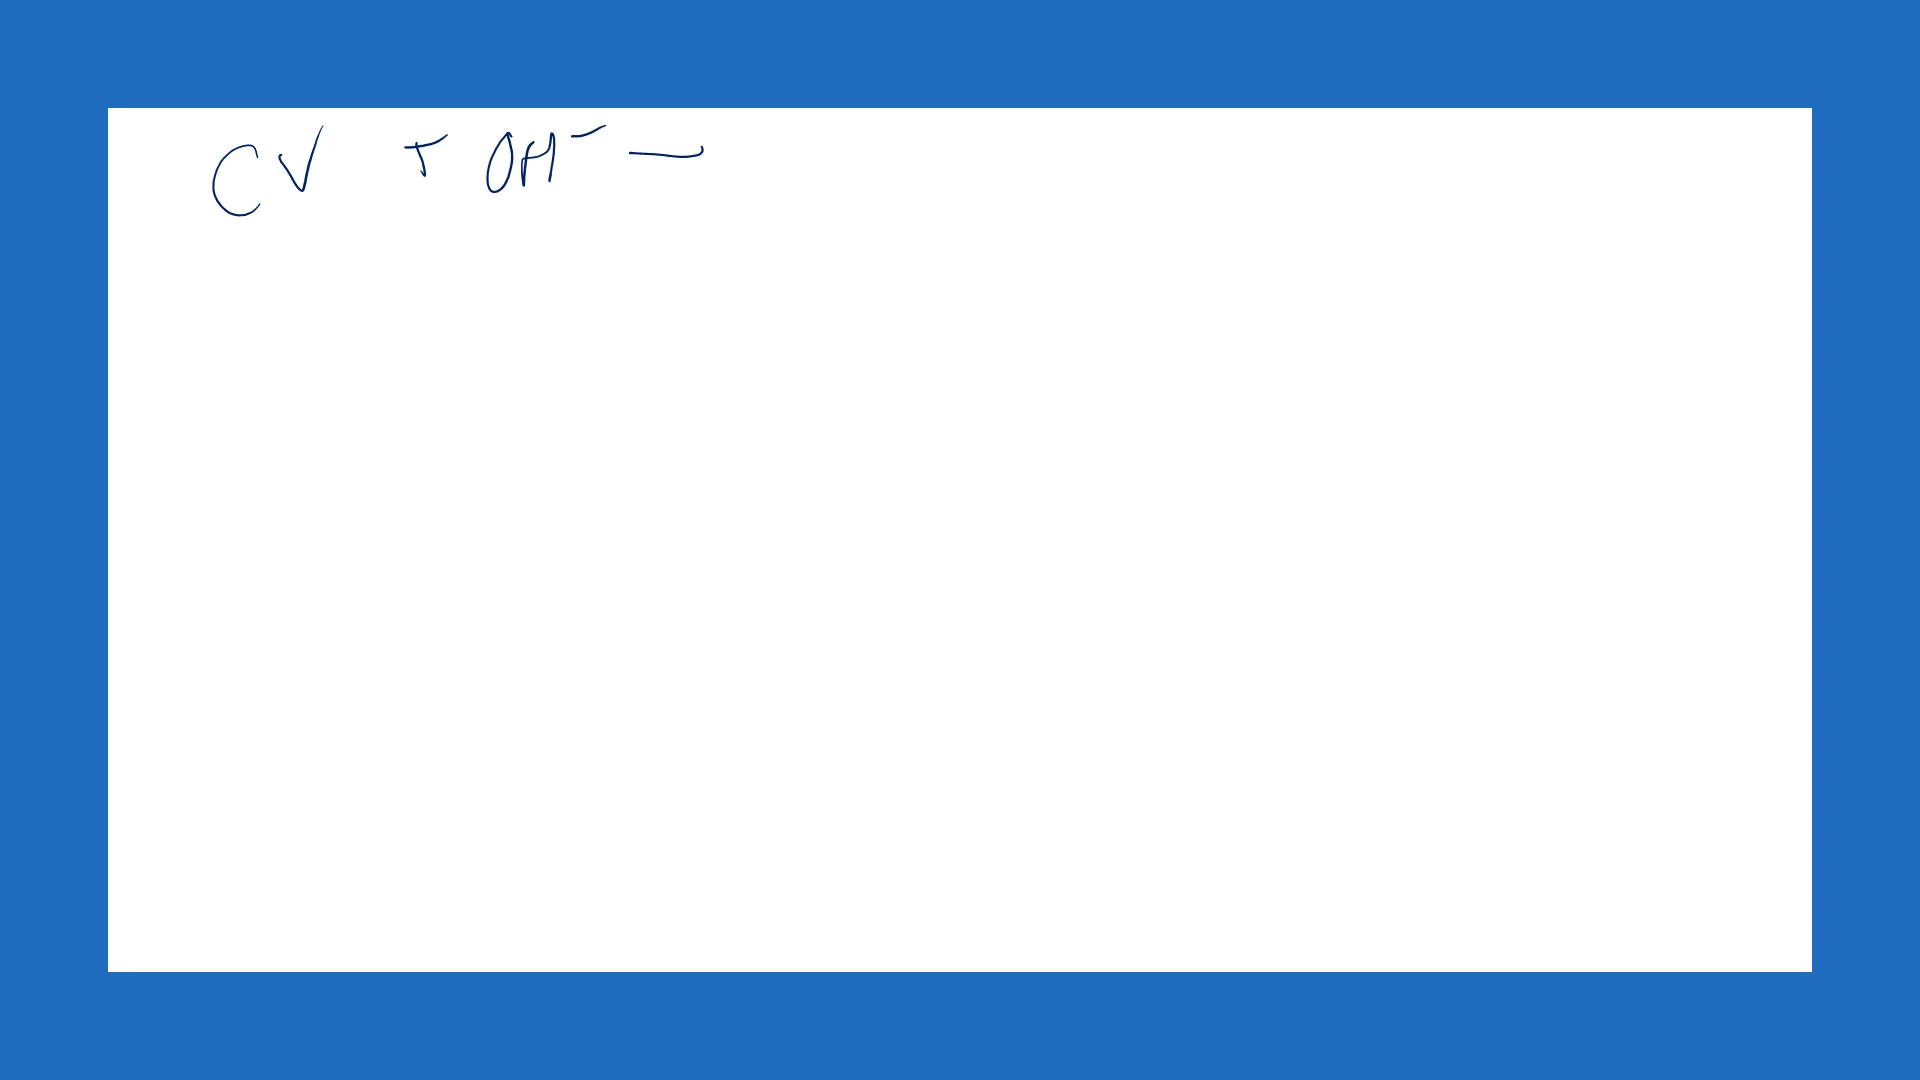 CV + OH⁻ —